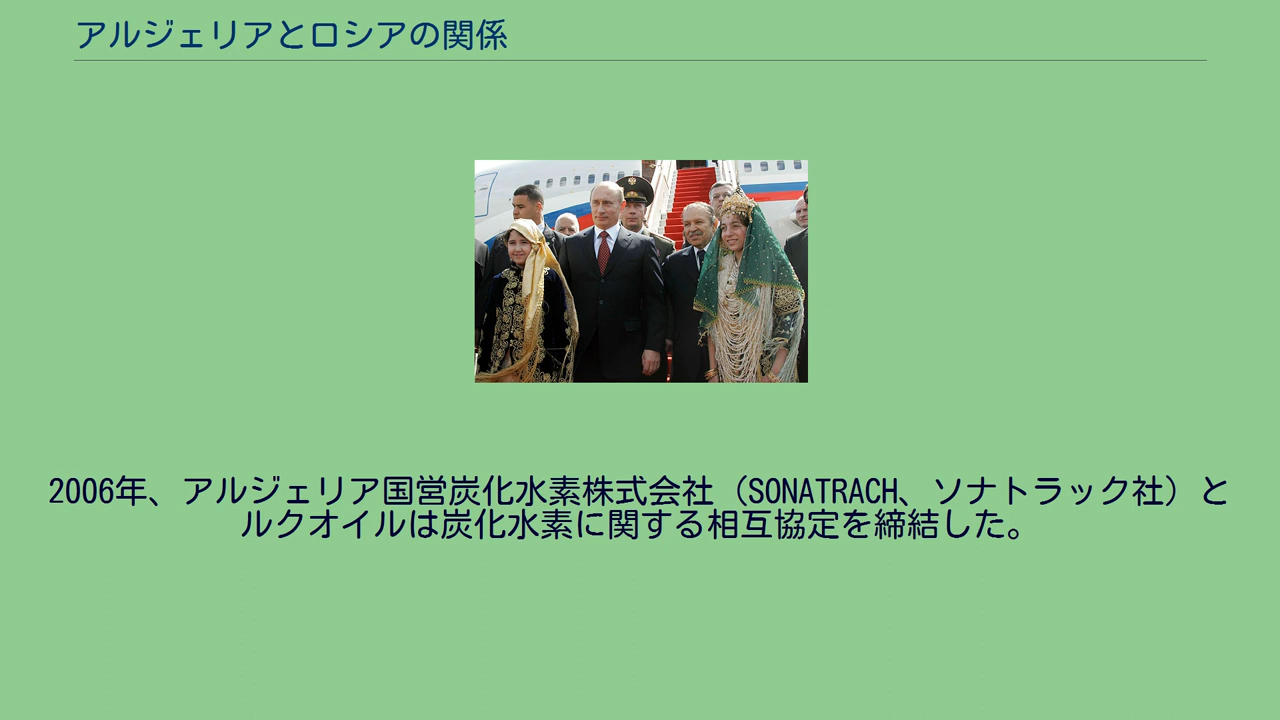 アルジェリアとロシアの関係
2006年、アルジェリア国営炭化水素株式会社（SONATRACH、ソナトラック社）と
ルクオイルは炭化水素に関する相互協定を締結した。